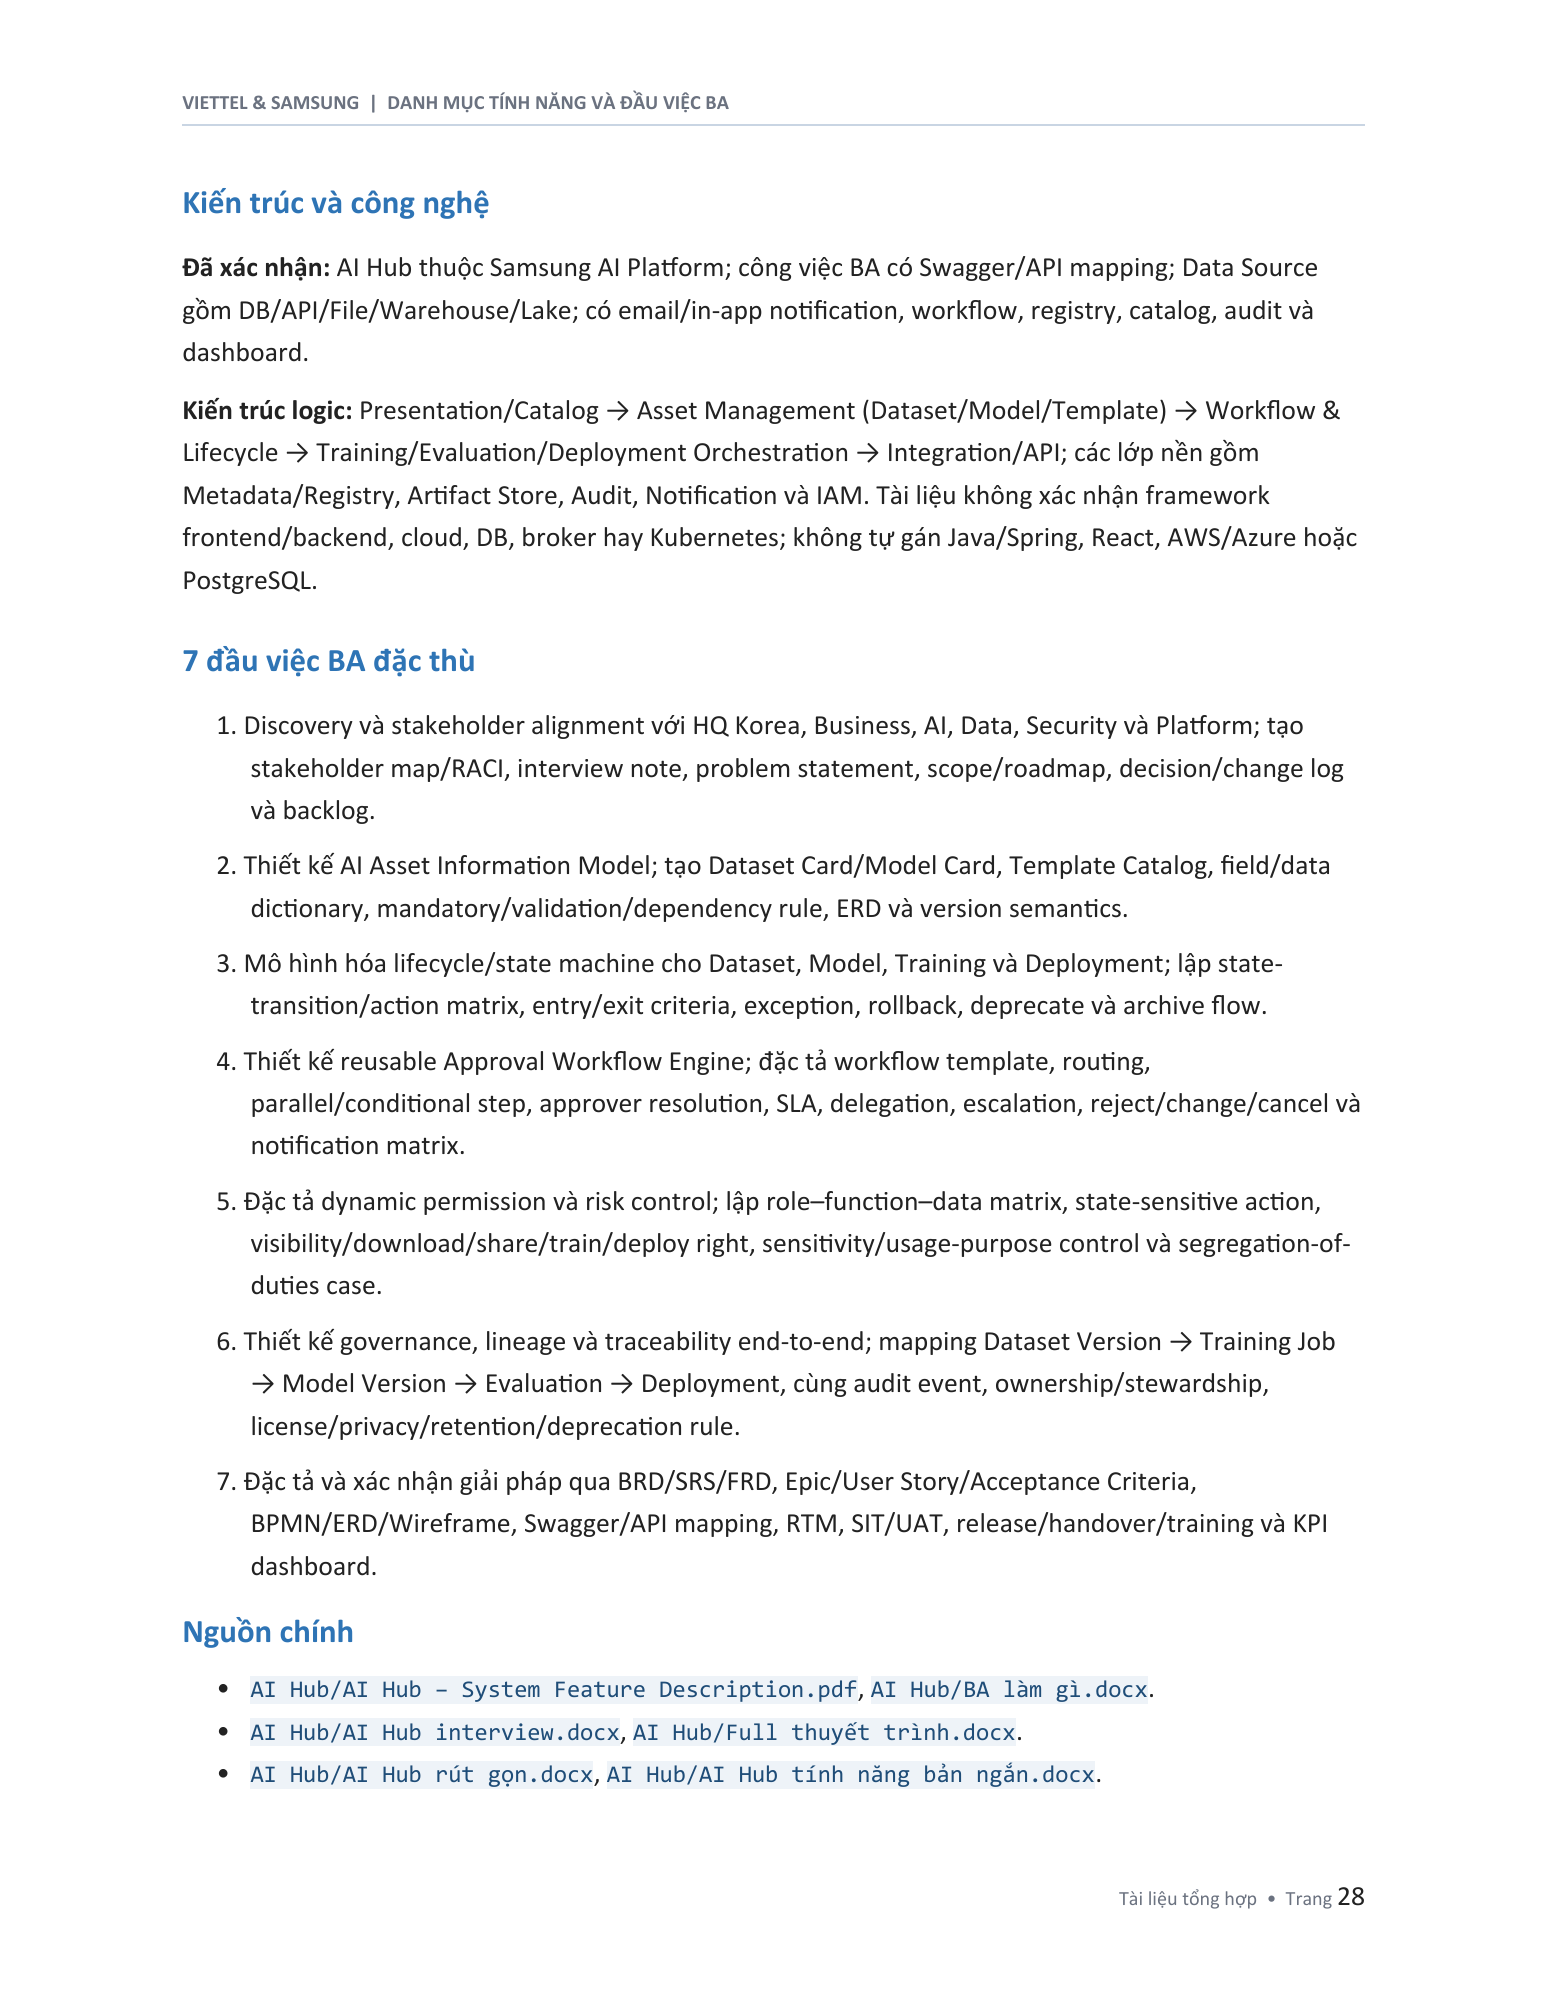 VIETTEL & SAMSUNG | DANH MỤC TÍNH NĂNG VÀ ĐẦU VIỆC BA
Kiến trúc và công nghệ
Đã xác nhận: AI Hub thuộc Samsung AI Platform; công việc BA có Swagger/API mapping; Data Source
gồm DB/API/File/Warehouse/Lake; có email/in-app notification, workflow, registry, catalog, audit và
dashboard.
Kiến trúc logic: Presentation/Catalog → Asset Management (Dataset/Model/Template) → Workflow &
Lifecycle → Training/Evaluation/Deployment Orchestration → Integration/API; các lớp nền gồm
Metadata/Registry, Artifact Store, Audit, Notification và IAM. Tài liệu không xác nhận framework
frontend/backend, cloud, DB, broker hay Kubernetes; không tự gán Java/Spring, React, AWS/Azure hoặc
PostgreSQL.
7 đầu việc BA đặc thù
1. Discovery và stakeholder alignment với HQ Korea, Business, AI, Data, Security và Platform; tạo
stakeholder map/RACI, interview note, problem statement, scope/roadmap, decision/change log
và backlog.
2. Thiết kế AI Asset Information Model; tạo Dataset Card/Model Card, Template Catalog, field/data
dictionary, mandatory/validation/dependency rule, ERD và version semantics.
3. Mô hình hóa lifecycle/state machine cho Dataset, Model, Training và Deployment; lập state-
transition/action matrix, entry/exit criteria, exception, rollback, deprecate và archive flow.
4. Thiết kế reusable Approval Workflow Engine; đặc tả workflow template, routing,
parallel/conditional step, approver resolution, SLA, delegation, escalation, reject/change/cancel và
notification matrix.
5. Đặc tả dynamic permission và risk control; lập role–function–data matrix, state-sensitive action,
visibility/download/share/train/deploy right, sensitivity/usage-purpose control và segregation-of-
duties case.
6. Thiết kế governance, lineage và traceability end-to-end; mapping Dataset Version → Training Job
→ Model Version → Evaluation → Deployment, cùng audit event, ownership/stewardship,
license/privacy/retention/deprecation rule.
7. Đặc tả và xác nhận giải pháp qua BRD/SRS/FRD, Epic/User Story/Acceptance Criteria,
BPMN/ERD/Wireframe, Swagger/API mapping, RTM, SIT/UAT, release/handover/training và KPI
dashboard.
Nguồn chính
• AI Hub/AI Hub – System Feature Description.pdf, AI Hub/BA làm gì.docx.
• AI Hub/AI Hub interview.docx, AI Hub/Full thuyết trình.docx.
• AI Hub/AI Hub rút gọn.docx, AI Hub/AI Hub tính năng bản ngắn.docx.
Tài liệu tổng hợp • Trang 28